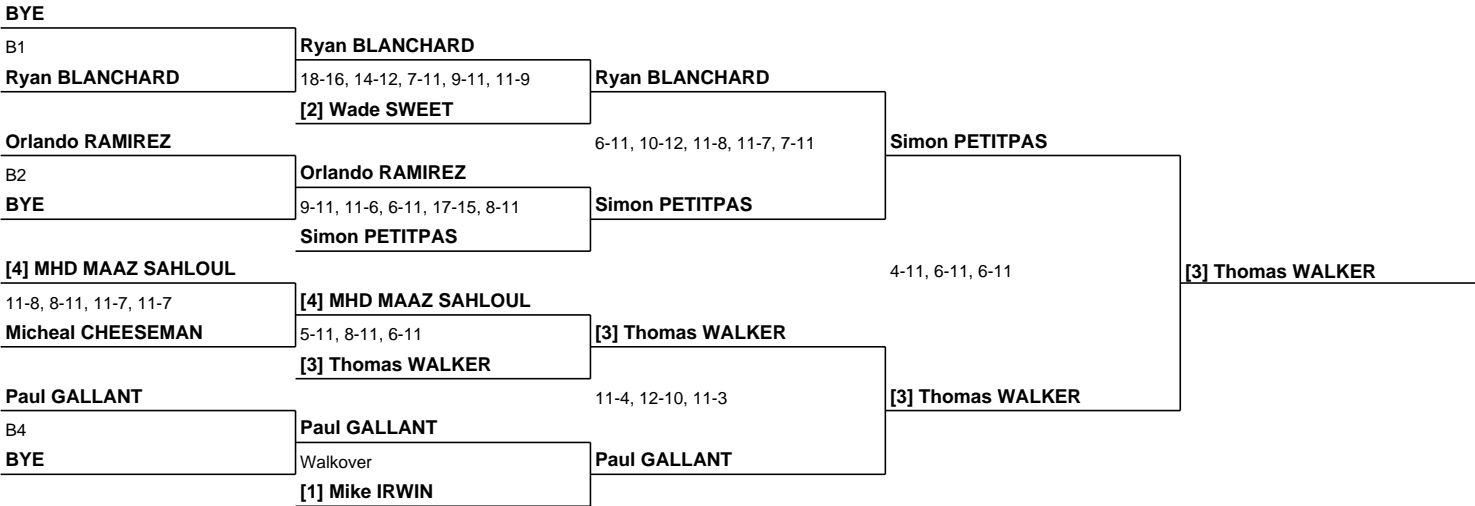 BYE
B1
Ryan BLANCHARD
Orlando RAMIREZ
B2
BYE
[4] MHD MAAZ SAHLOUL
11-8, 8-11, 11-7, 11-7
Micheal CHEESEMAN
Paul GALLANT
B4
BYE
Ryan BLANCHARD
18-16, 14-12, 7-11, 9-11, 11-9
[2] Wade SWEET
Orlando RAMIREZ
9-11, 11-6, 6-11, 17-15, 8-11
Simon PETITPAS
[4] MHD MAAZ SAHLOUL
5-11, 8-11, 6-11
[3] Thomas WALKER
Paul GALLANT
Walkover
[1] Mike IRWIN
Ryan BLANCHARD
6-11, 10-12, 11-8, 11-7, 7-11
Simon PETITPAS
[3] Thomas WALKER
11-4, 12-10, 11-3
Paul GALLANT
Simon PETITPAS
4-11, 6-11, 6-11
[3] Thomas WALKER
[3] Thomas WALKER